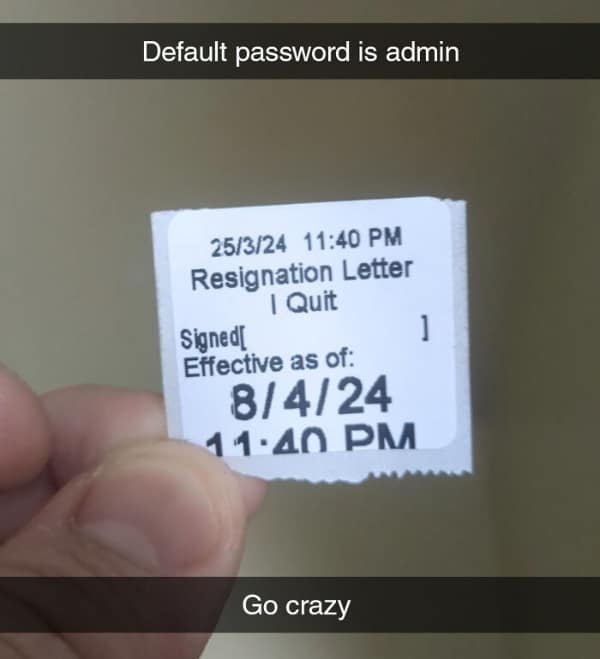 Default password is admin
25/3/24 11:40 PM
Resignation Letter
I Quit
Signed[ ]
Effective as of:
8/4/24
11:40 PM
Go crazy